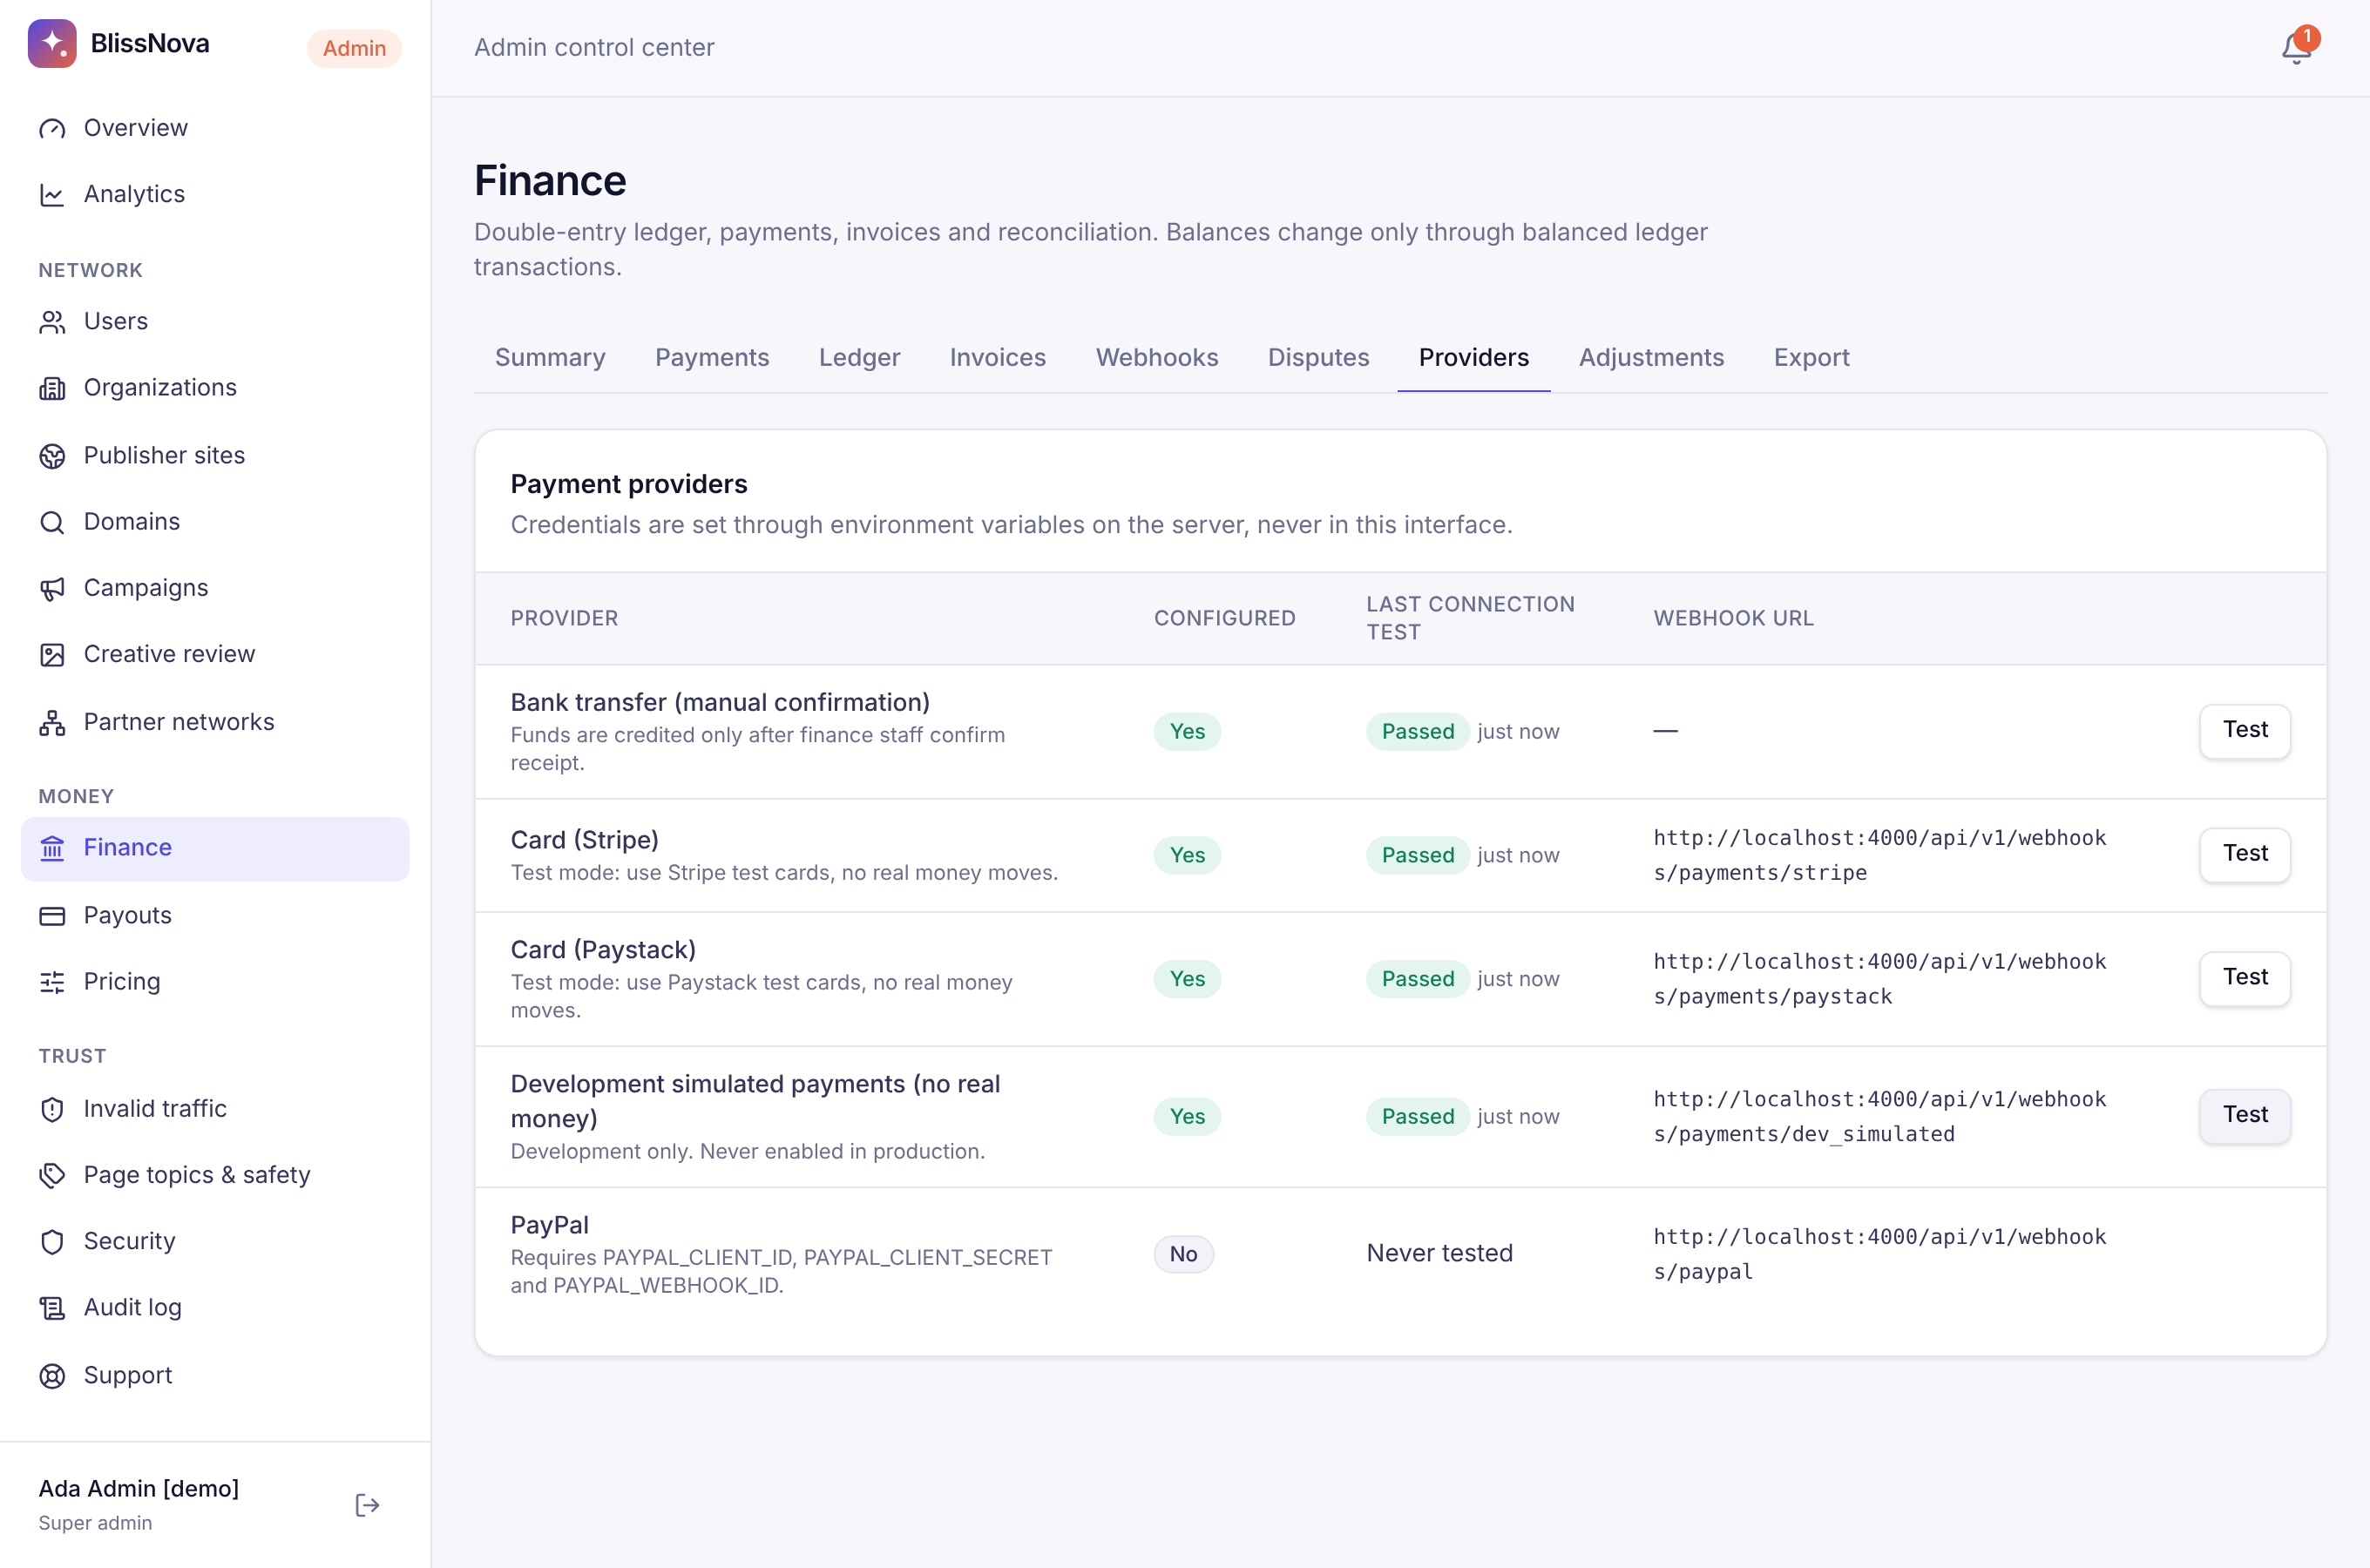 BlissNova
Admin
Overview
Analytics
NETWORK
Users
Organizations
Publisher sites
Domains
Campaigns
Creative review
Partner networks
MONEY
Finance
Payouts
Pricing
TRUST
Invalid traffic
Page topics & safety
Security
Audit log
Support
Ada Admin [demo]
Super admin
Admin control center
1
Finance
Double-entry ledger, payments, invoices and reconciliation. Balances change only through balanced ledger
transactions.
Summary Payments Ledger Invoices Webhooks Disputes Providers Adjustments Export
Payment providers
Credentials are set through environment variables on the server, never in this interface.
PROVIDER CONFIGURED LAST CONNECTION TEST WEBHOOK URL
Bank transfer (manual confirmation)
Funds are credited only after finance staff confirm
receipt.
Yes
Passed just now
—
Test
Card (Stripe)
Test mode: use Stripe test cards, no real money moves.
Yes
Passed just now
http://localhost:4000/api/v1/webhook
s/payments/stripe
Test
Card (Paystack)
Test mode: use Paystack test cards, no real money
moves.
Yes
Passed just now
http://localhost:4000/api/v1/webhook
s/payments/paystack
Test
Development simulated payments (no real
money)
Development only. Never enabled in production.
Yes
Passed just now
http://localhost:4000/api/v1/webhook
s/payments/dev_simulated
Test
PayPal
Requires PAYPAL_CLIENT_ID, PAYPAL_CLIENT_SECRET
and PAYPAL_WEBHOOK_ID.
No
Never tested
http://localhost:4000/api/v1/webhook
s/paypal